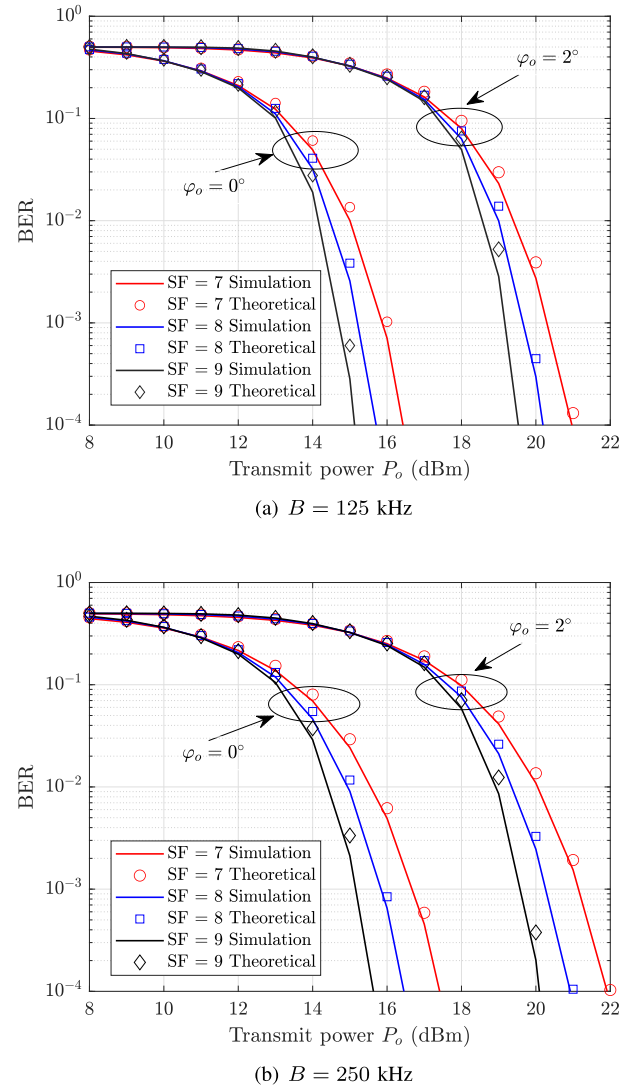 10^0
10^{-1}
10^{-2}
10^{-3}
10^{-4}
BER
φ_o = 2°
φ_o = 0°
SF = 7 Simulation
SF = 7 Theoretical
SF = 8 Simulation
SF = 8 Theoretical
SF = 9 Simulation
SF = 9 Theoretical
8 10 12 14 16 18 20 22
Transmit power P_o (dBm)
(a) B = 125 kHz
10^0
10^{-1}
10^{-2}
10^{-3}
10^{-4}
BER
φ_o = 2°
φ_o = 0°
SF = 7 Simulation
SF = 7 Theoretical
SF = 8 Simulation
SF = 8 Theoretical
SF = 9 Simulation
SF = 9 Theoretical
8 10 12 14 16 18 20 22
Transmit power P_o (dBm)
(b) B = 250 kHz